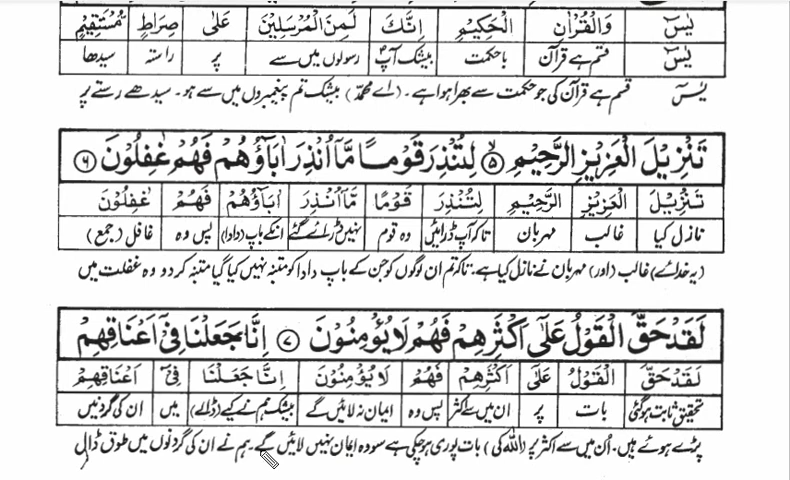 يٰسٓ وَالْقُرْاٰنِ الْحَكِيْمِ اِنَّكَ لَمِنَ الْمُرْسَلِيْنَ عَلٰى صِرَاطٍ مُّسْتَقِيْمٍ
یٰسٓ قسم ہے قرآن باحکمت بیشک آپؐ رسولوں میں سے پر راستہ سیدھا
یٰسٓ قسم ہے قرآن کی جو حکمت سے بھرا ہوا ہے۔ (اے محمدؐ) بیشک تم پیغمبروں میں سے ہو۔ سیدھے رستے پر
تَنْزِيْلَ الْعَزِيْزِ الرَّحِيْمِ ۙ۵ لِتُنْذِرَ قَوْمًا مَّاۤ اُنْذِرَ اٰبَآؤُهُمْ فَهُمْ غٰفِلُوْنَ ۶
تَنْزِيْلَ الْعَزِيْزِ الرَّحِيْمِ لِتُنْذِرَ قَوْمًا مَّاۤ اُنْذِرَ اٰبَآؤُهُمْ فَهُمْ غٰفِلُوْنَ
نازل کیا غالب مہربان تاکہ آپ ڈرائیں وہ قوم نہیں ڈرائے گئے انکے باپ (دادا) پس وہ غافل (جمع)
(یہ خدائے) غالب (اور) مہربان نے نازل کیا ہے: تاکہ تم ان لوگوں کو جن کے باپ دادا کو متنبہ نہیں کیا گیا متنبہ کر دو وہ غفلت میں
لَقَدْ حَقَّ الْقَوْلُ عَلٰٓى اَكْثَرِهِمْ فَهُمْ لَا يُؤْمِنُوْنَ ۷ اِنَّا جَعَلْنَا فِيْٓ اَعْنَاقِهِمْ
لَقَدْ حَقَّ الْقَوْلُ عَلٰٓى اَكْثَرِهِمْ فَهُمْ لَا يُؤْمِنُوْنَ اِنَّا جَعَلْنَا فِيْٓ اَعْنَاقِهِمْ
تحقیق ثابت ہوگئی بات پر ان میں سے اکثر پس وہ ایمان نہ لائیں گے بیشک ہم نے کیے (ڈالے) میں ان کی گردنیں
پڑے ہوئے ہیں۔ اُن میں سے اکثر پر (اللہ کی) بات پوری ہو چکی ہے سو وہ ایمان نہیں لائیں گے۔ ہم نے ان کی گردنوں میں طوق ڈال